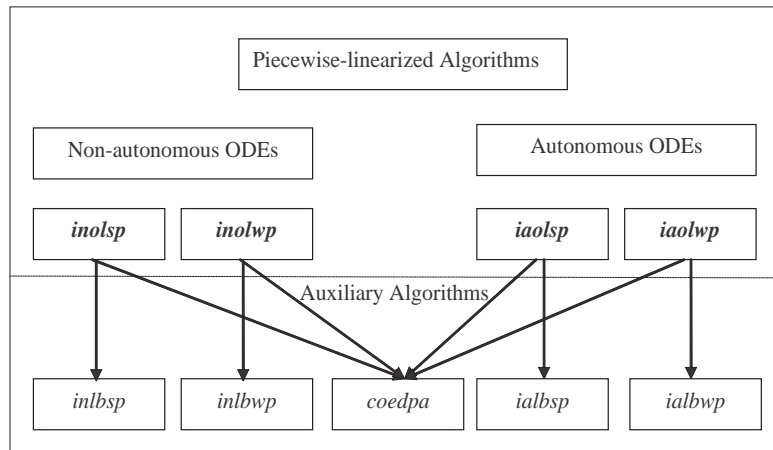 Piecewise-linearized Algorithms
Non-autonomous ODEs
Autonomous ODEs
inolsp
inolwp
iaolsp
iaolwp
Auxiliary Algorithms
inlbsp
inlbwp
coedpa
ialbsp
ialbwp